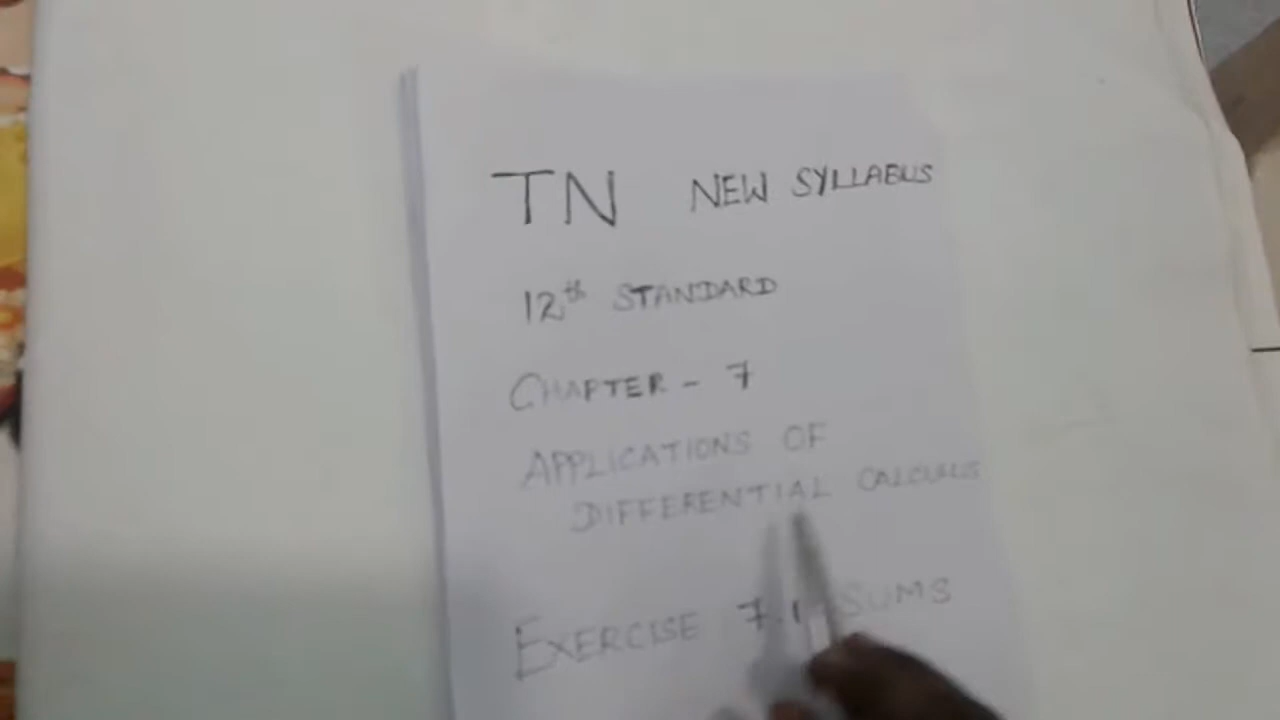 TN NEW SYLLABUS
12th STANDARD
CHAPTER - 7
APPLICATIONS OF
DIFFERENTIAL CALCULUS
EXERCISE 7.1 SUMS